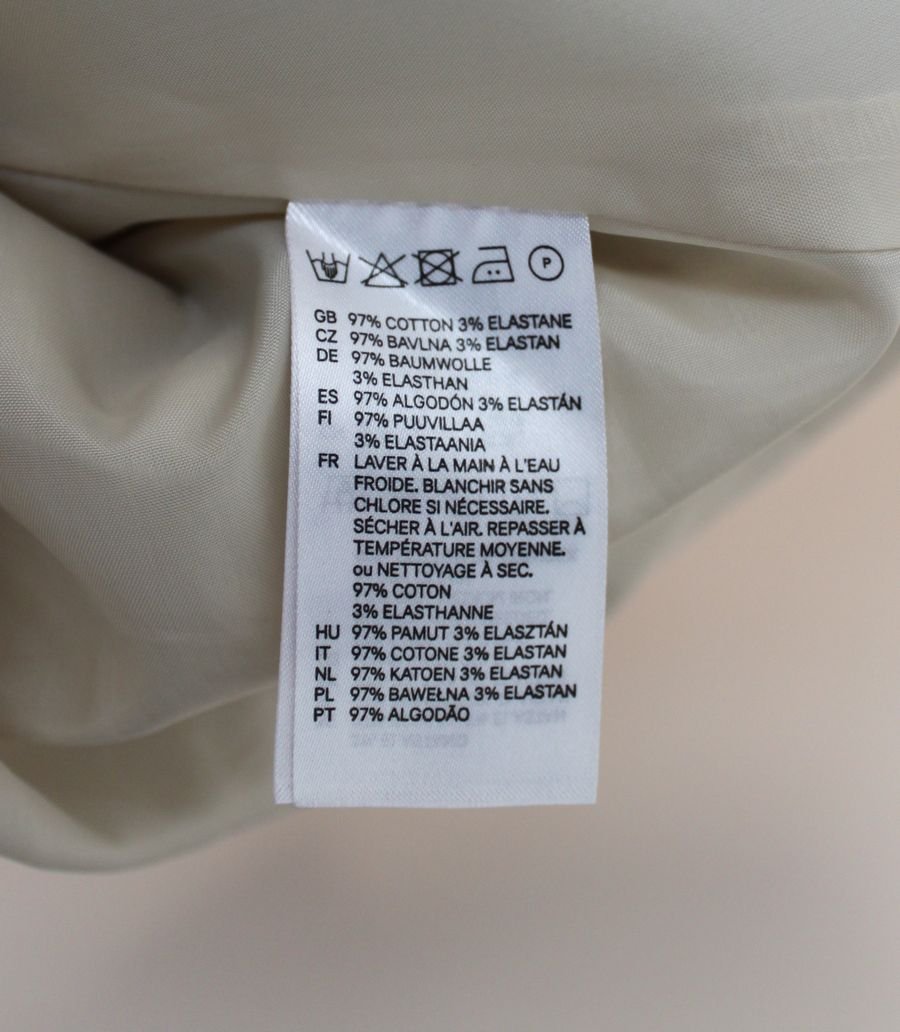 P
GB 97% COTTON 3% ELASTANE
CZ 97% BAVLNA 3% ELASTAN
DE 97% BAUMWOLLE
3% ELASTHAN
ES 97% ALGODÓN 3% ELASTÁN
FI 97% PUUVILLAA
3% ELASTAANIA
FR LAVER À LA MAIN À L'EAU
FROIDE. BLANCHIR SANS
CHLORE SI NÉCESSAIRE.
SÉCHER À L'AIR. REPASSER À
TEMPÉRATURE MOYENNE.
ou NETTOYAGE À SEC.
97% COTON
3% ELASTHANNE
HU 97% PAMUT 3% ELASZTÁN
IT 97% COTONE 3% ELASTAN
NL 97% KATOEN 3% ELASTAN
PL 97% BAWEŁNA 3% ELASTAN
PT 97% ALGODÃO